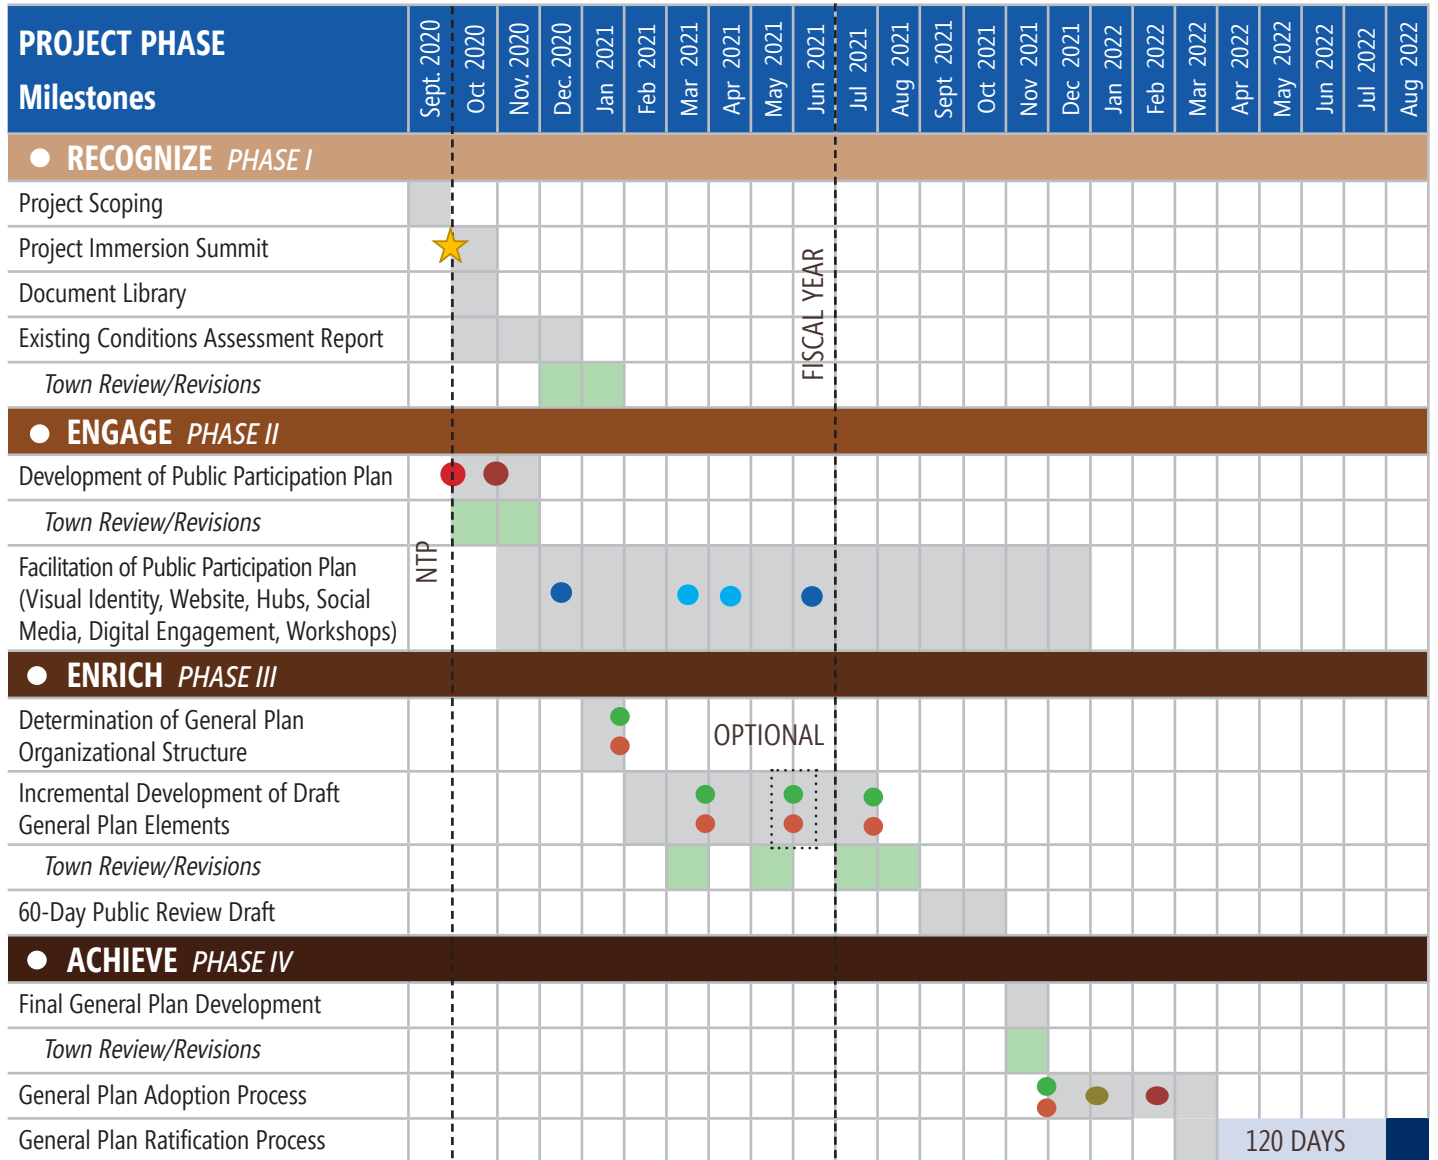 PROJECT PHASE
Milestones
Sept. 2020
Oct 2020
Nov. 2020
Dec. 2020
Jan 2021
Feb 2021
Mar 2021
Apr 2021
May 2021
Jun 2021
Jul 2021
Aug 2021
Sept 2021
Oct 2021
Nov 2021
Dec 2021
Jan 2022
Feb 2022
Mar 2022
Apr 2022
May 2022
Jun 2022
Jul 2022
Aug 2022
RECOGNIZE PHASE I
Project Scoping
Project Immersion Summit
Document Library
Existing Conditions Assessment Report
Town Review/Revisions
FISCAL YEAR
ENGAGE PHASE II
Development of Public Participation Plan
Town Review/Revisions
NTP
Facilitation of Public Participation Plan
(Visual Identity, Website, Hubs, Social
Media, Digital Engagement, Workshops)
ENRICH PHASE III
Determination of General Plan
Organizational Structure
OPTIONAL
Incremental Development of Draft
General Plan Elements
Town Review/Revisions
60-Day Public Review Draft
ACHIEVE PHASE IV
Final General Plan Development
Town Review/Revisions
General Plan Adoption Process
General Plan Ratification Process
120 DAYS